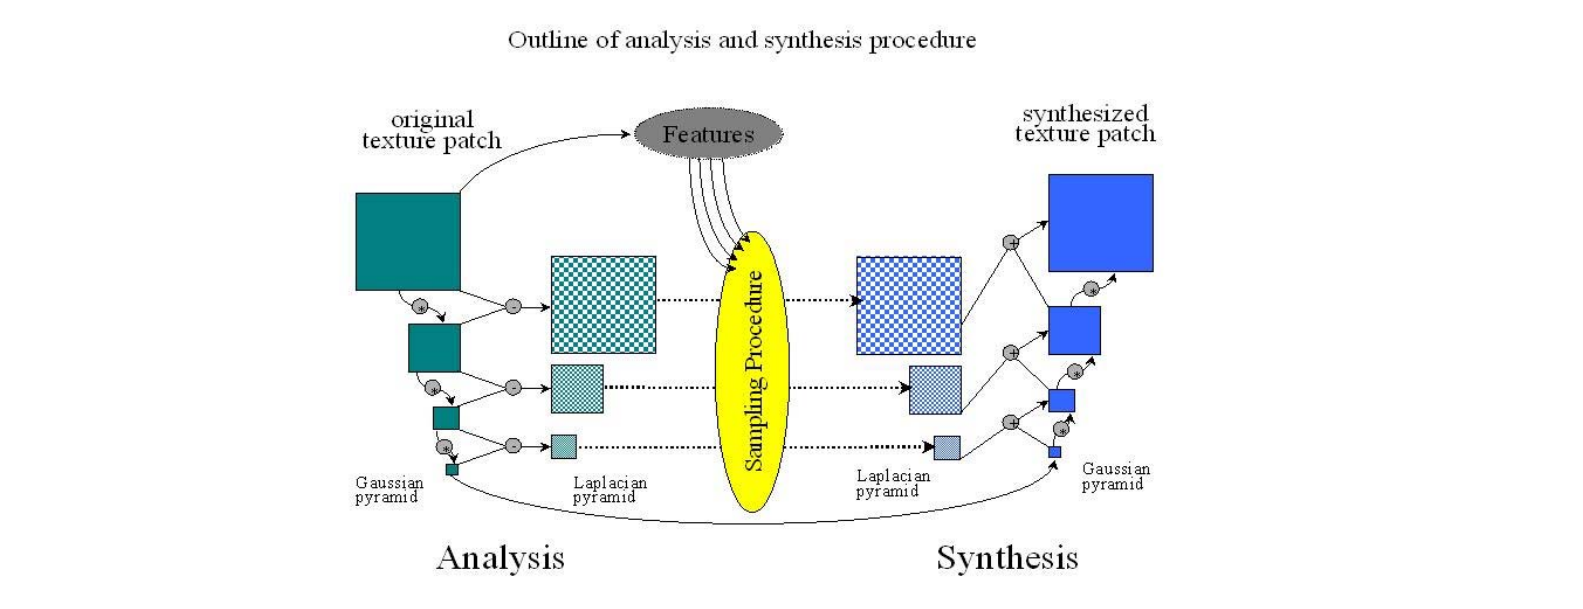 Outline of analysis and synthesis procedure
original
texture patch
Features
synthesized
texture patch
*
*
*
-
-
-
Sampling Procedure
+
+
+
*
*
*
Gaussian
pyramid
Laplacian
pyramid
Laplacian
pyramid
Gaussian
pyramid
Analysis
Synthesis